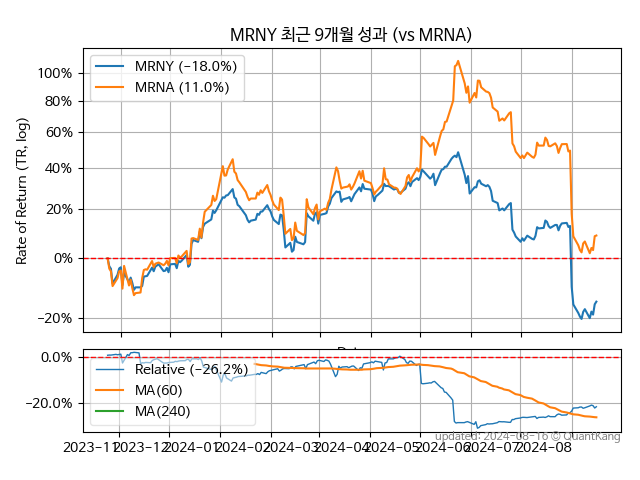 MRNY 최근 9개월 성과 (vs MRNA)
Rate of Return (TR, log)
100%
80%
60%
40%
20%
0%
−20%
MRNY (−18.0%)
MRNA (11.0%)
0.0%
−20.0%
Relative (−26.2%)
MA(60)
MA(240)
2023−11
2023−12
2024−01
2024−02
2024−03
2024−04
2024−05
2024−06
2024−07
2024−08
updated: 2024−08−16 © QuantKang